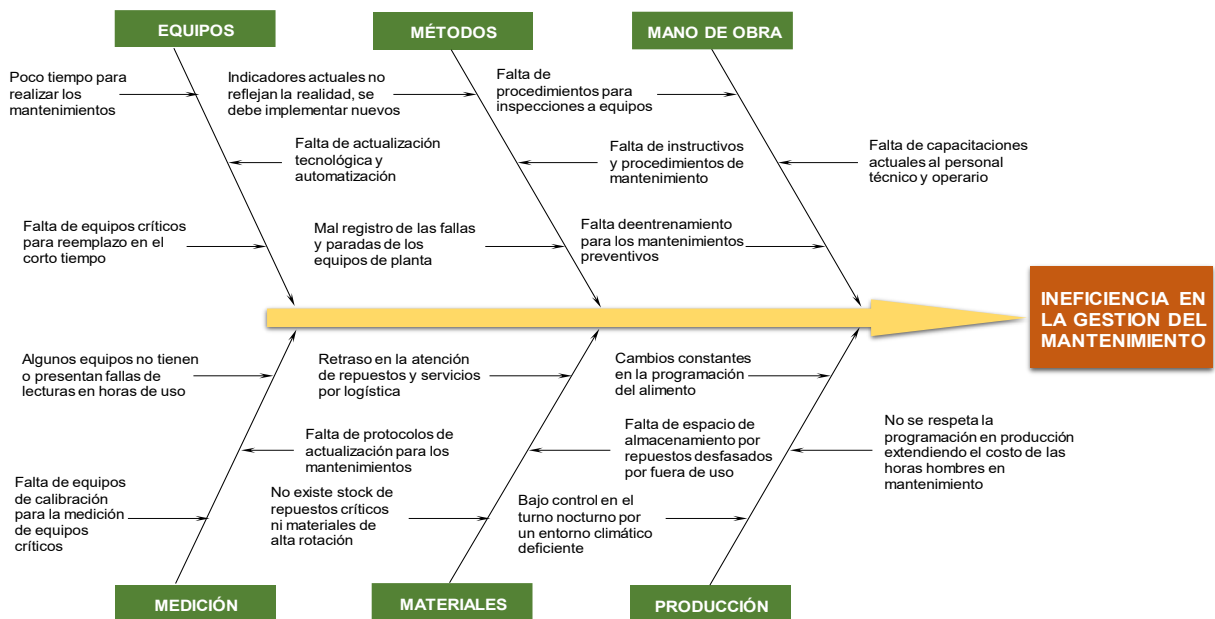 EQUIPOS
MÉTODOS
MANO DE OBRA
Poco tiempo para
realizar los
mantenimientos
Indicadores actuales no
reflejan la realidad, se
debe implementar nuevos
Falta de
procedimientos para
inspecciones a equipos
Falta de actualización
tecnológica y
automatización
Falta de instructivos
y procedimientos de
mantenimiento
Falta de capacitaciones
actuales al personal
técnico y operario
Falta de equipos críticos
para reemplazo en el
corto tiempo
Mal registro de las fallas
y paradas de los
equipos de planta
Falta deentrenamiento
para los mantenimientos
preventivos
INEFICIENCIA EN
LA GESTION DEL
MANTENIMIENTO
Algunos equipos no tienen
o presentan fallas de
lecturas en horas de uso
Retraso en la atención
de repuestos y servicios
por logística
Cambios constantes
en la programación
del alimento
Falta de protocolos de
actualización para los
mantenimientos
Falta de espacio de
almacenamiento por
repuestos desfasados
por fuera de uso
No se respeta la
programación en producción
extendiendo el costo de las
horas hombres en
mantenimiento
Falta de equipos
de calibración
para la medición
de equipos
críticos
No existe stock de
repuestos críticos
ni materiales de
alta rotación
Bajo control en el
turno nocturno por
un entorno climático
deficiente
MEDICIÓN
MATERIALES
PRODUCCIÓN